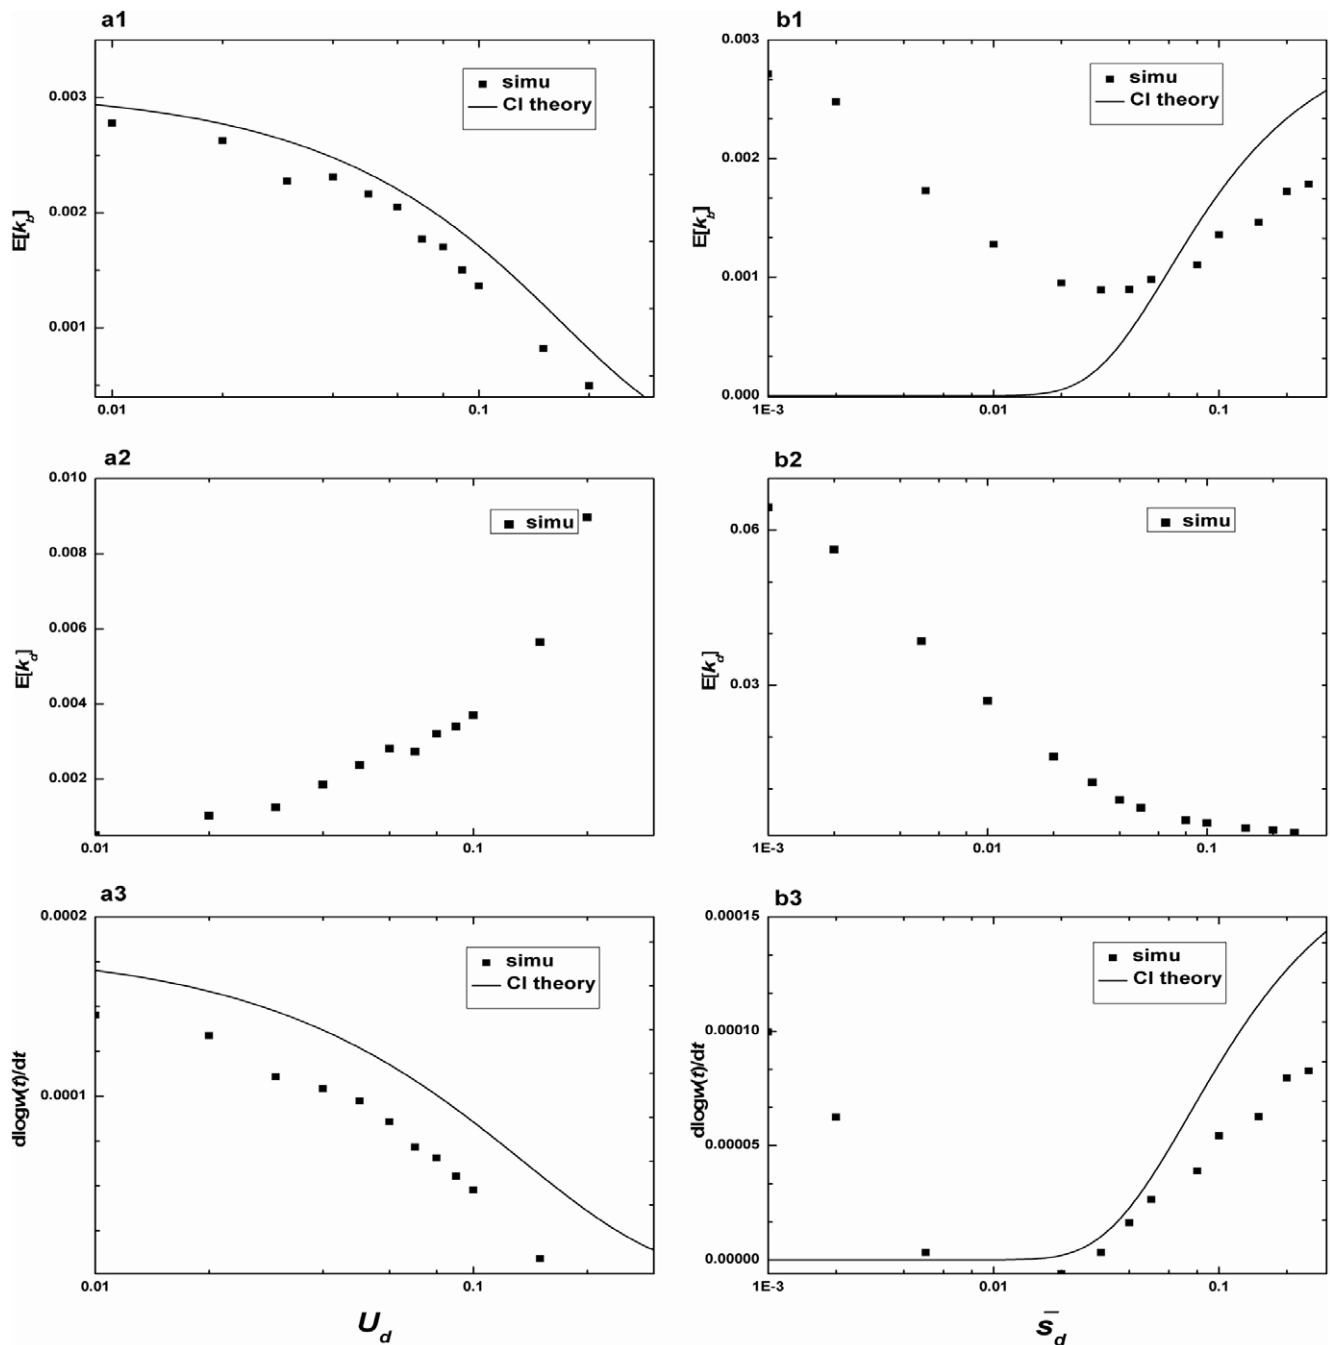 a1
0.003
0.002
0.001
0.01
0.1
E[k_b]
simu
CI theory
b1
0.003
0.002
0.001
0.000
1E-3
0.01
0.1
E[k_b]
simu
CI theory
a2
0.010
0.008
0.006
0.004
0.002
0.01
0.1
E[k_d]
simu
b2
0.06
0.03
1E-3
0.01
0.1
E[k_d]
simu
a3
0.0002
0.0001
0.01
0.1
dlogw(t)/dt
simu
CI theory
U_d
b3
0.00015
0.00010
0.00005
0.00000
1E-3
0.01
0.1
dlogw(t)/dt
simu
CI theory
s̄_d